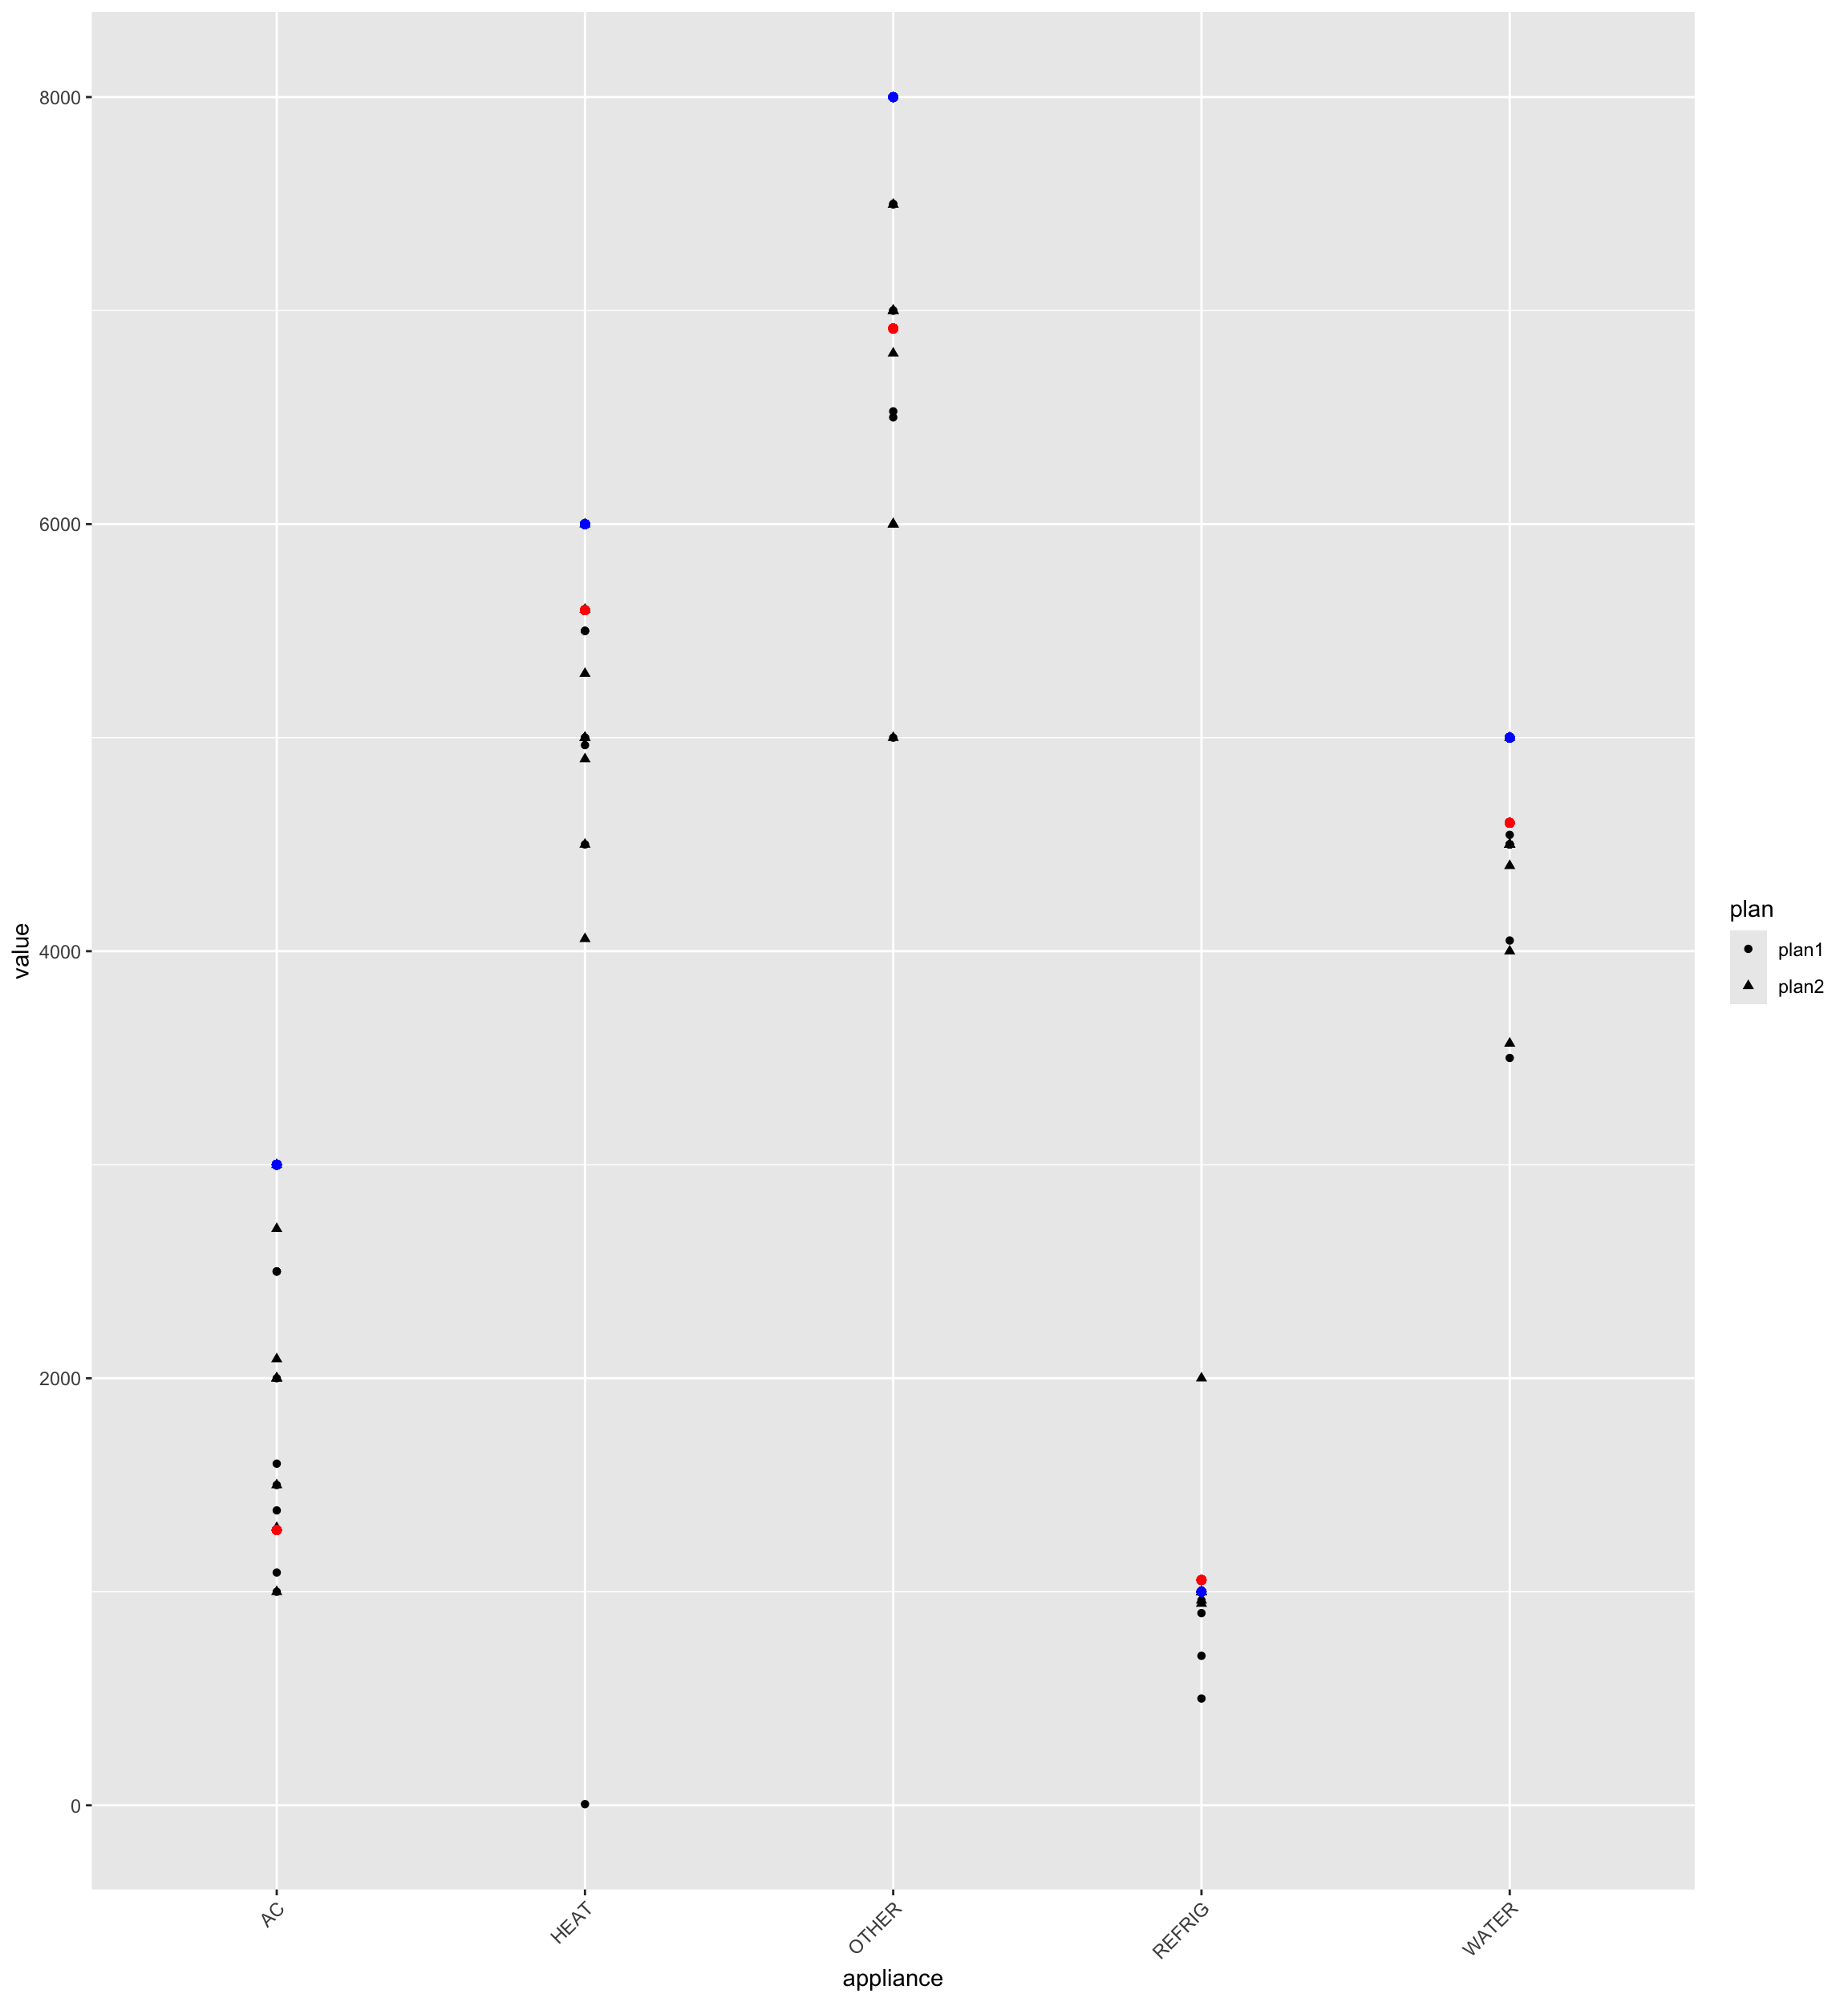 8000
6000
4000
2000
0
value
AC
HEAT
OTHER
REFRIG
WATER
appliance
plan
plan1
plan2